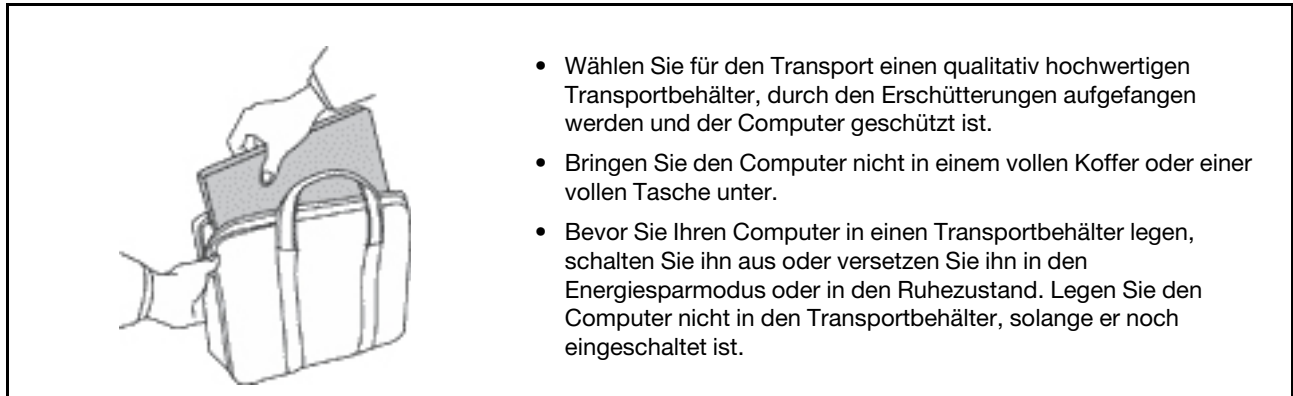 • Wählen Sie für den Transport einen qualitativ hochwertigen
Transportbehälter, durch den Erschütterungen aufgefangen
werden und der Computer geschützt ist.
• Bringen Sie den Computer nicht in einem vollen Koffer oder einer
vollen Tasche unter.
• Bevor Sie Ihren Computer in einen Transportbehälter legen,
schalten Sie ihn aus oder versetzen Sie ihn in den
Energiesparmodus oder in den Ruhezustand. Legen Sie den
Computer nicht in den Transportbehälter, solange er noch
eingeschaltet ist.